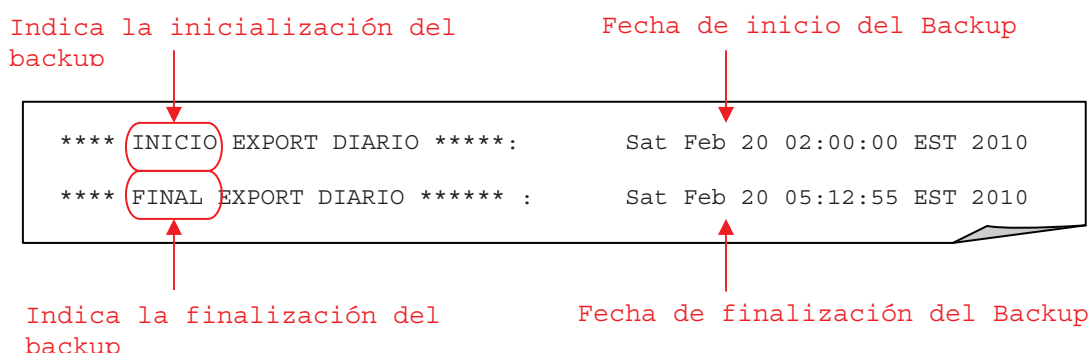 Indica la inicialización del
backup
Fecha de inicio del Backup
**** INICIO EXPORT DIARIO *****: Sat Feb 20 02:00:00 EST 2010
**** FINAL EXPORT DIARIO ****** : Sat Feb 20 05:12:55 EST 2010
Indica la finalización del
backup
Fecha de finalización del Backup